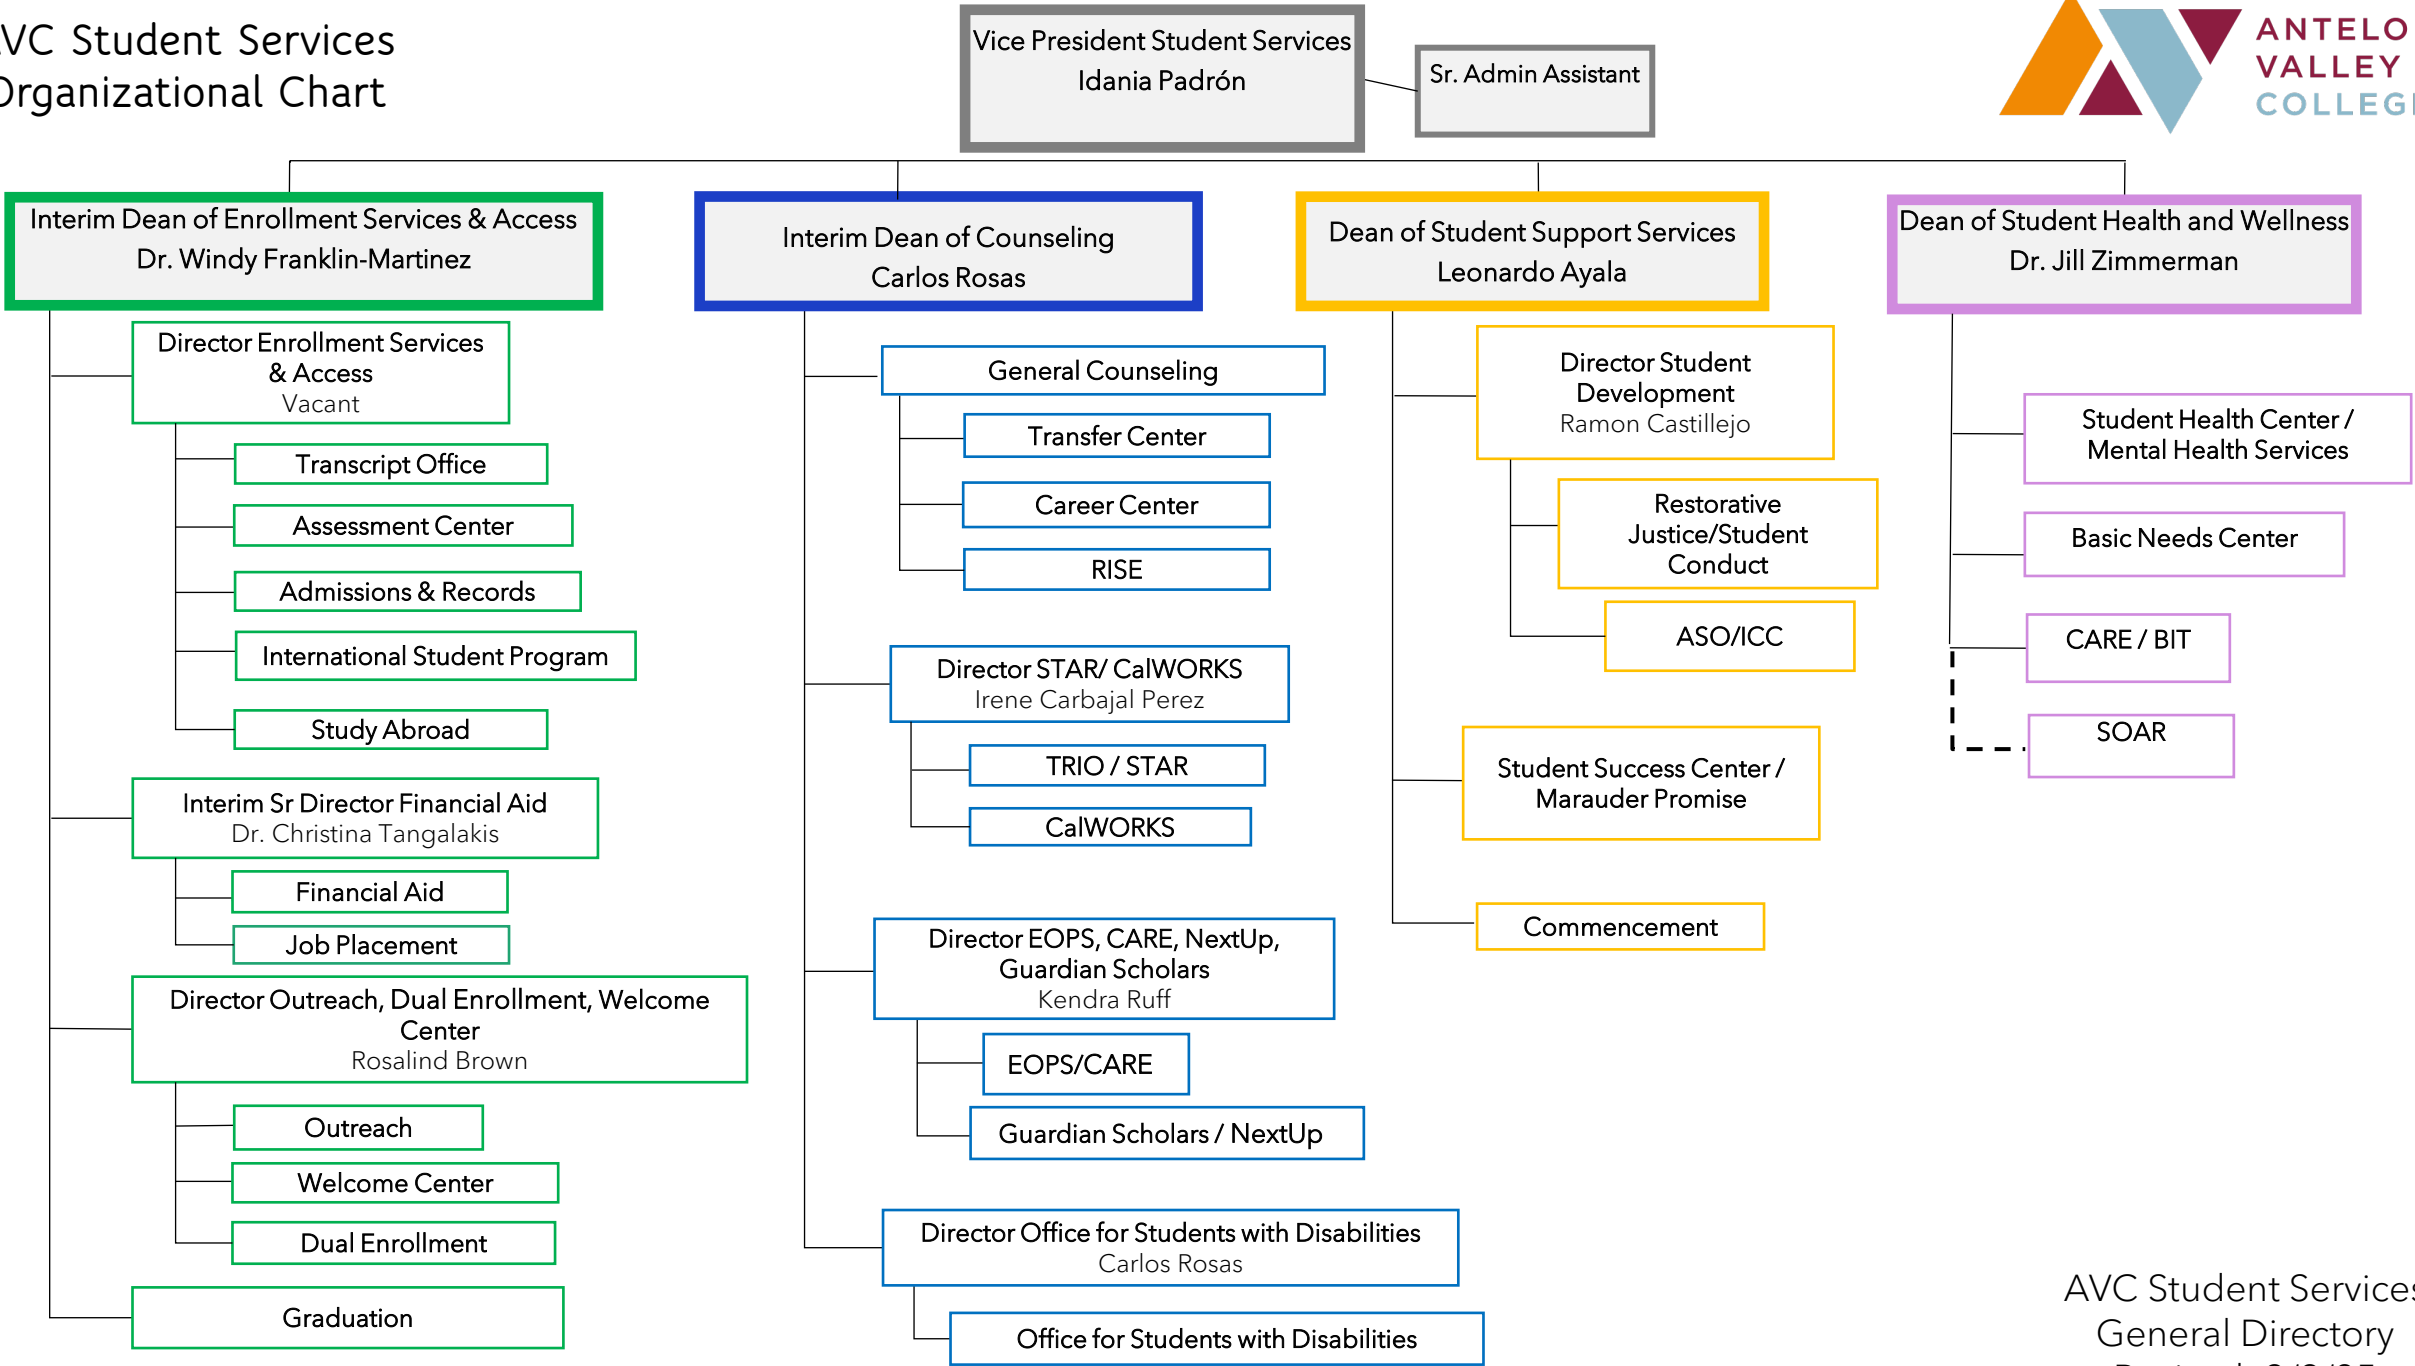 VC Student Services
Organizational Chart
Vice President Student Services
Idania Padrón
Sr. Admin Assistant
ANTELO
VALLEY
COLLEGE
Interim Dean of Enrollment Services & Access
Dr. Windy Franklin-Martinez
Director Enrollment Services
& Access
Vacant
Transcript Office
Assessment Center
Admissions & Records
International Student Program
Study Abroad
Interim Sr Director Financial Aid
Dr. Christina Tangalakis
Financial Aid
Job Placement
Director Outreach, Dual Enrollment, Welcome
Center
Rosalind Brown
Outreach
Welcome Center
Dual Enrollment
Graduation
Interim Dean of Counseling
Carlos Rosas
General Counseling
Transfer Center
Career Center
RISE
Director STAR/ CalWORKS
Irene Carbajal Perez
TRIO / STAR
CalWORKS
Director EOPS, CARE, NextUp,
Guardian Scholars
Kendra Ruff
EOPS/CARE
Guardian Scholars / NextUp
Director Office for Students with Disabilities
Carlos Rosas
Office for Students with Disabilities
Dean of Student Support Services
Leonardo Ayala
Director Student
Development
Ramon Castillejo
Restorative
Justice/Student
Conduct
ASO/ICC
Student Success Center /
Marauder Promise
Commencement
Dean of Student Health and Wellness
Dr. Jill Zimmerman
Student Health Center /
Mental Health Services
Basic Needs Center
CARE / BIT
SOAR
AVC Student Services
General Directory